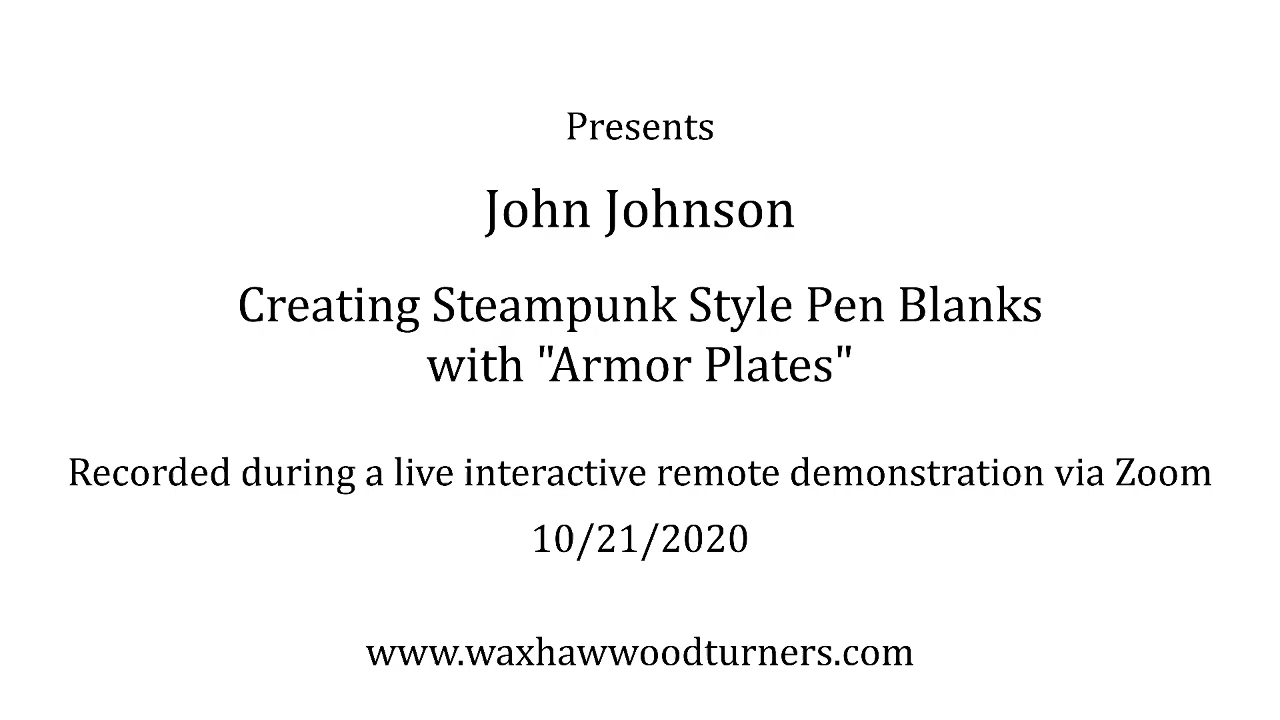 Presents
John Johnson
Creating Steampunk Style Pen Blanks
with "Armor Plates"
Recorded during a live interactive remote demonstration via Zoom
10/21/2020
www.waxhawwoodturners.com